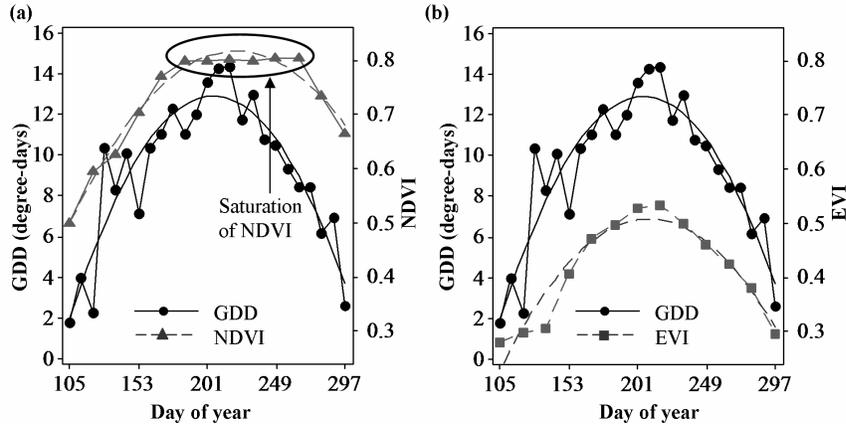 (a)
16
14
12
10
8
6
4
2
0
GDD (degree-days)
0.8
0.7
0.6
0.5
0.4
0.3
NDVI
Saturation
of NDVI
GDD
NDVI
105 153 201 249 297
Day of year
(b)
16
14
12
10
8
6
4
2
0
GDD (degree-days)
0.8
0.7
0.6
0.5
0.4
0.3
EVI
GDD
EVI
105 153 201 249 297
Day of year